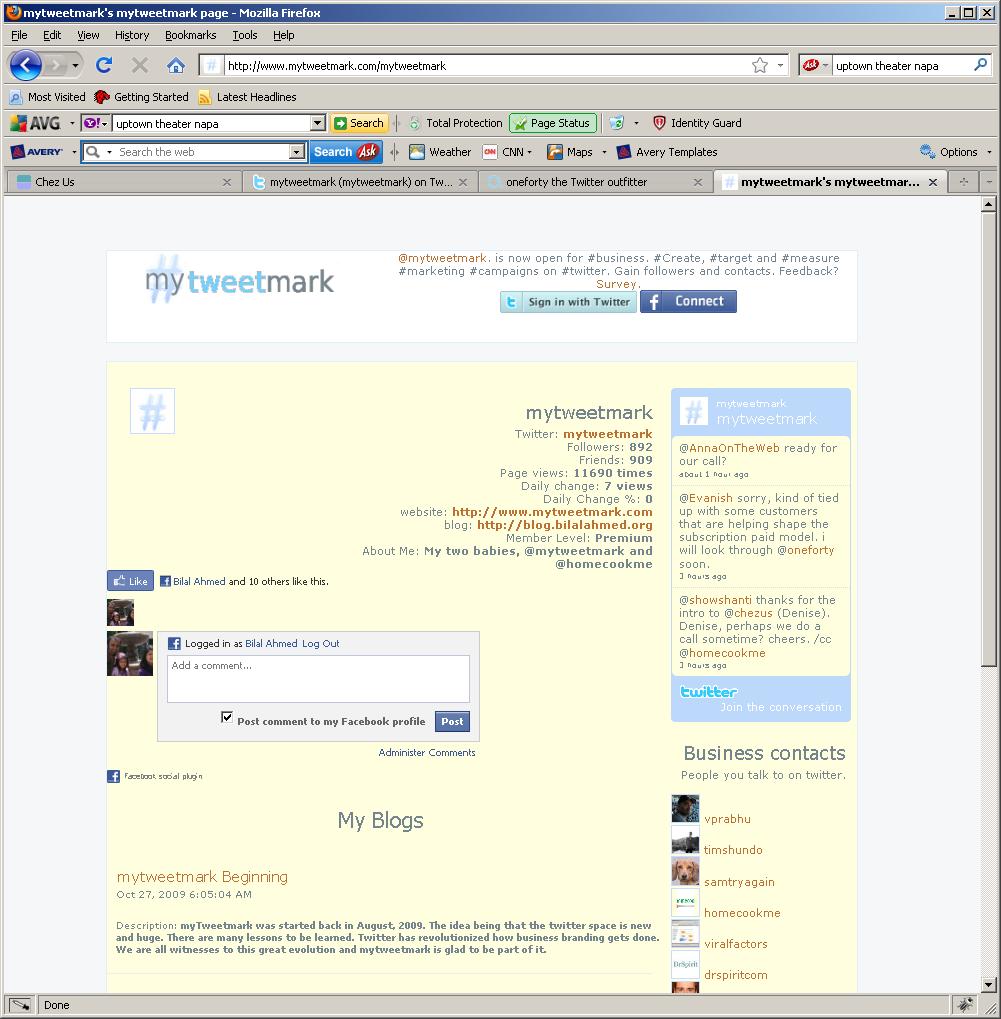 mytweetmark's mytweetmark page - Mozilla Firefox
File Edit View History Bookmarks Tools Help
http://www.mytweetmark.com/mytweetmark
Ask uptown theater napa
Most Visited Getting Started Latest Headlines
AVG Y! uptown theater napa Search Total Protection Page Status Identity Guard
AVERY Search the web Search Ask Weather CNN CNN Maps Avery Templates Options
Chez Us
mytweetmark (mytweetmark) on Tw...
oneforty the Twitter outfitter
mytweetmark's mytweetmar...
#mytweetmark
@mytweetmark. is now open for #business. #Create, #target and #measure
#marketing #campaigns on #twitter. Gain followers and contacts. Feedback?
Survey.
Sign in with Twitter
Connect
#
mytweetmark
Twitter: mytweetmark
Followers: 892
Friends: 909
Page views: 11690 times
Daily change: 7 views
Daily Change %: 0
website: http://www.mytweetmark.com
blog: http://blog.bilalahmed.org
Member Level: Premium
About Me: My two babies, @mytweetmark and
@homecookme
Like Bilal Ahmed and 10 others like this.
Logged in as Bilal Ahmed Log Out
Add a comment...
Post comment to my Facebook profile Post
Administer Comments
Facebook social plugin
My Blogs
mytweetmark Beginning
Oct 27, 2009 6:05:04 AM
Description: myTweetmark was started back in August, 2009. The idea being that the twitter space is new
and huge. There are many lessons to be learned. Twitter has revolutionized how business branding gets done.
We are all witnesses to this great evolution and mytweetmark is glad to be part of it.
#
mytweetmark
mytweetmark
@AnnaOnTheWeb ready for
our call?
about 1 hour ago
@Evanish sorry, kind of tied
up with some customers
that are helping shape the
subscription paid model. i
will look through @oneforty
soon.
3 hours ago
@showshanti thanks for the
intro to @chezus (Denise).
Denise, perhaps we do a
call sometime? cheers. /cc
@homecookme
3 hours ago
twitter
Join the conversation
Business contacts
People you talk to on twitter.
vprabhu
timshundo
samtryagain
homecookme
viralfactors
DrSpirit
drspiritcom
Done